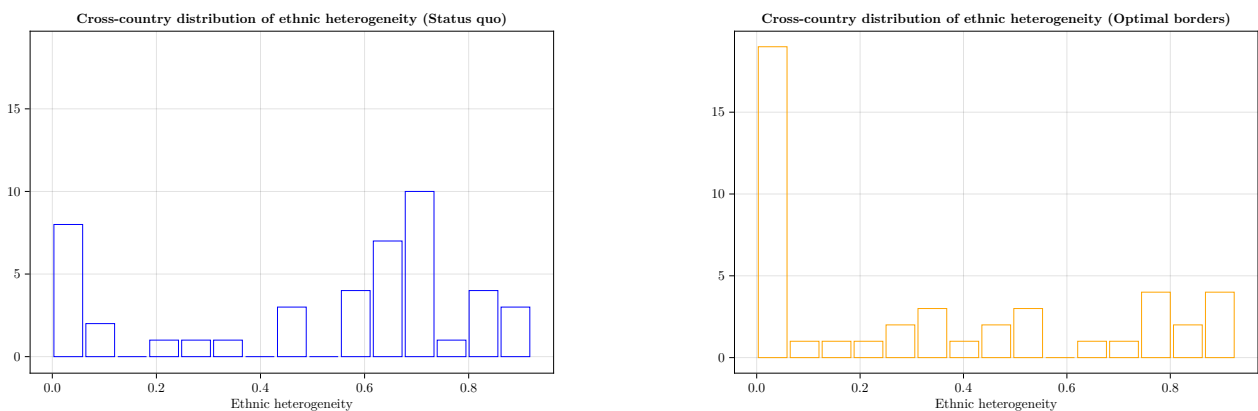 Cross-country distribution of ethnic heterogeneity (Status quo)
15
10
5
0
0.0 0.2 0.4 0.6 0.8
Ethnic heterogeneity
Cross-country distribution of ethnic heterogeneity (Optimal borders)
15
10
5
0
0.0 0.2 0.4 0.6 0.8
Ethnic heterogeneity